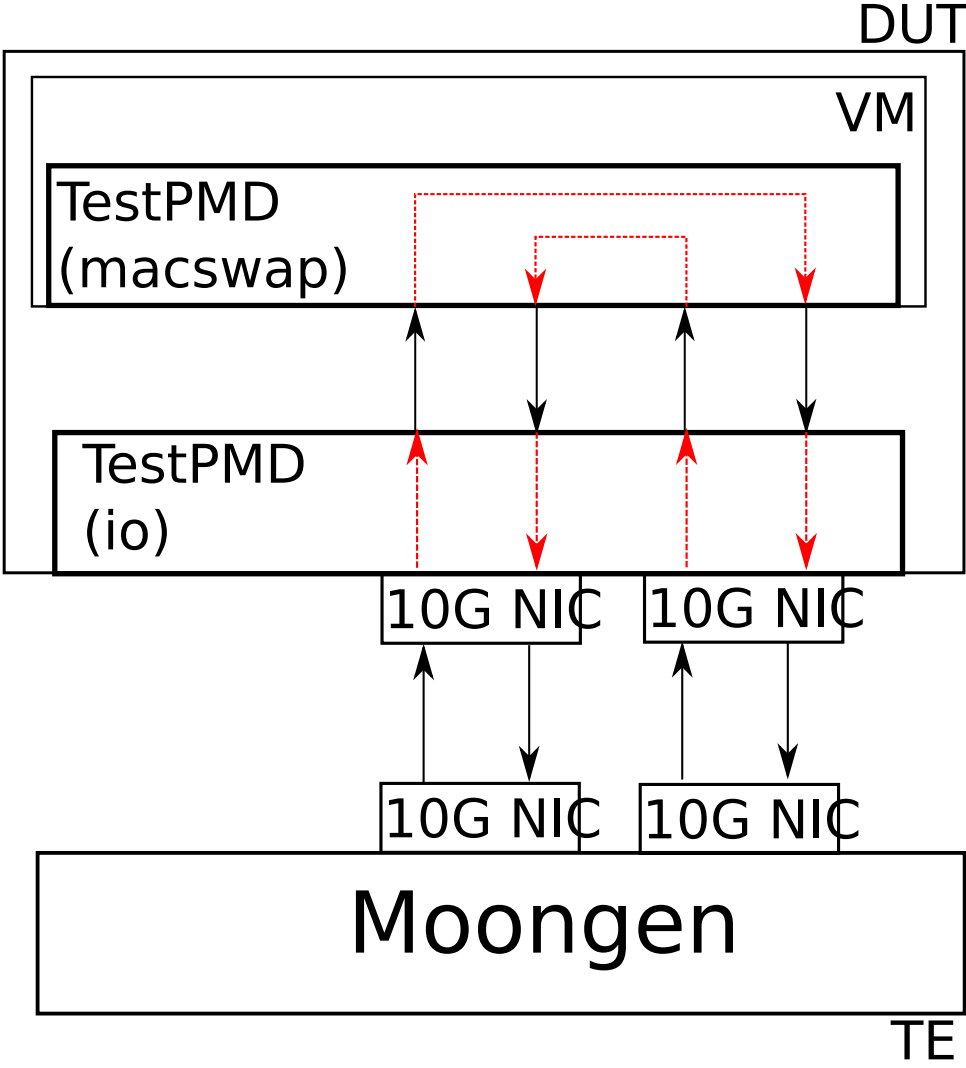 DUT
VM
TestPMD
(macswap)
TestPMD
(io)
10G NIC
10G NIC
10G NIC
10G NIC
Moongen
TE